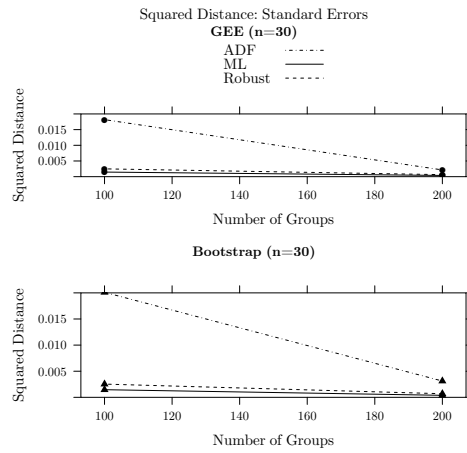 Squared Distance: Standard Errors
GEE (n=30)
ADF
ML
Robust
Squared Distance
0.015
0.010
0.005
100 120 140 160 180 200
Number of Groups
Bootstrap (n=30)
Squared Distance
0.015
0.010
0.005
100 120 140 160 180 200
Number of Groups